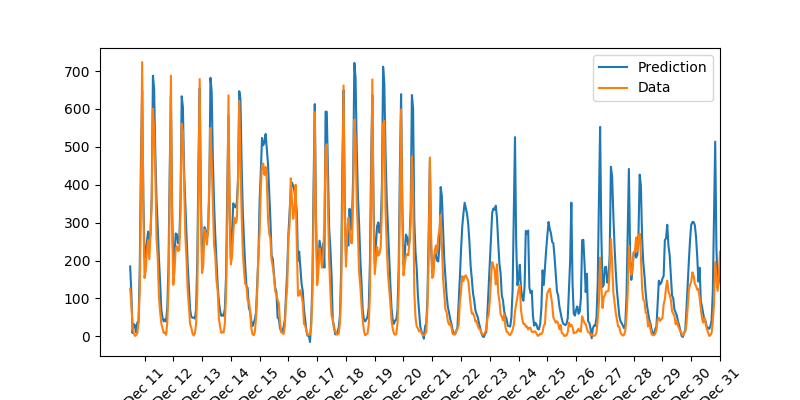 700
600
500
400
300
200
100
0
Prediction
Data
Dec 11
Dec 12
Dec 13
Dec 14
Dec 15
Dec 16
Dec 17
Dec 18
Dec 19
Dec 20
Dec 21
Dec 22
Dec 23
Dec 24
Dec 25
Dec 26
Dec 27
Dec 28
Dec 29
Dec 30
Dec 31